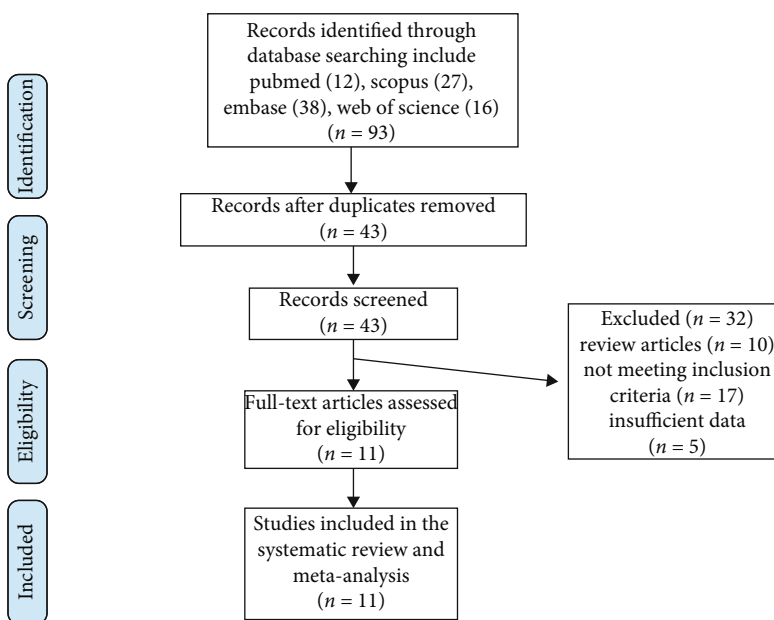 Identification
Records identified through
database searching include
pubmed (12), scopus (27),
embase (38), web of science (16)
(n = 93)
Records after duplicates removed
(n = 43)
Screening
Records screened
(n = 43)
Excluded (n = 32)
review articles (n = 10)
not meeting inclusion
criteria (n = 17)
insufficient data
(n = 5)
Eligibility
Full-text articles assessed
for eligibility
(n = 11)
Included
Studies included in the
systematic review and
meta-analysis
(n = 11)